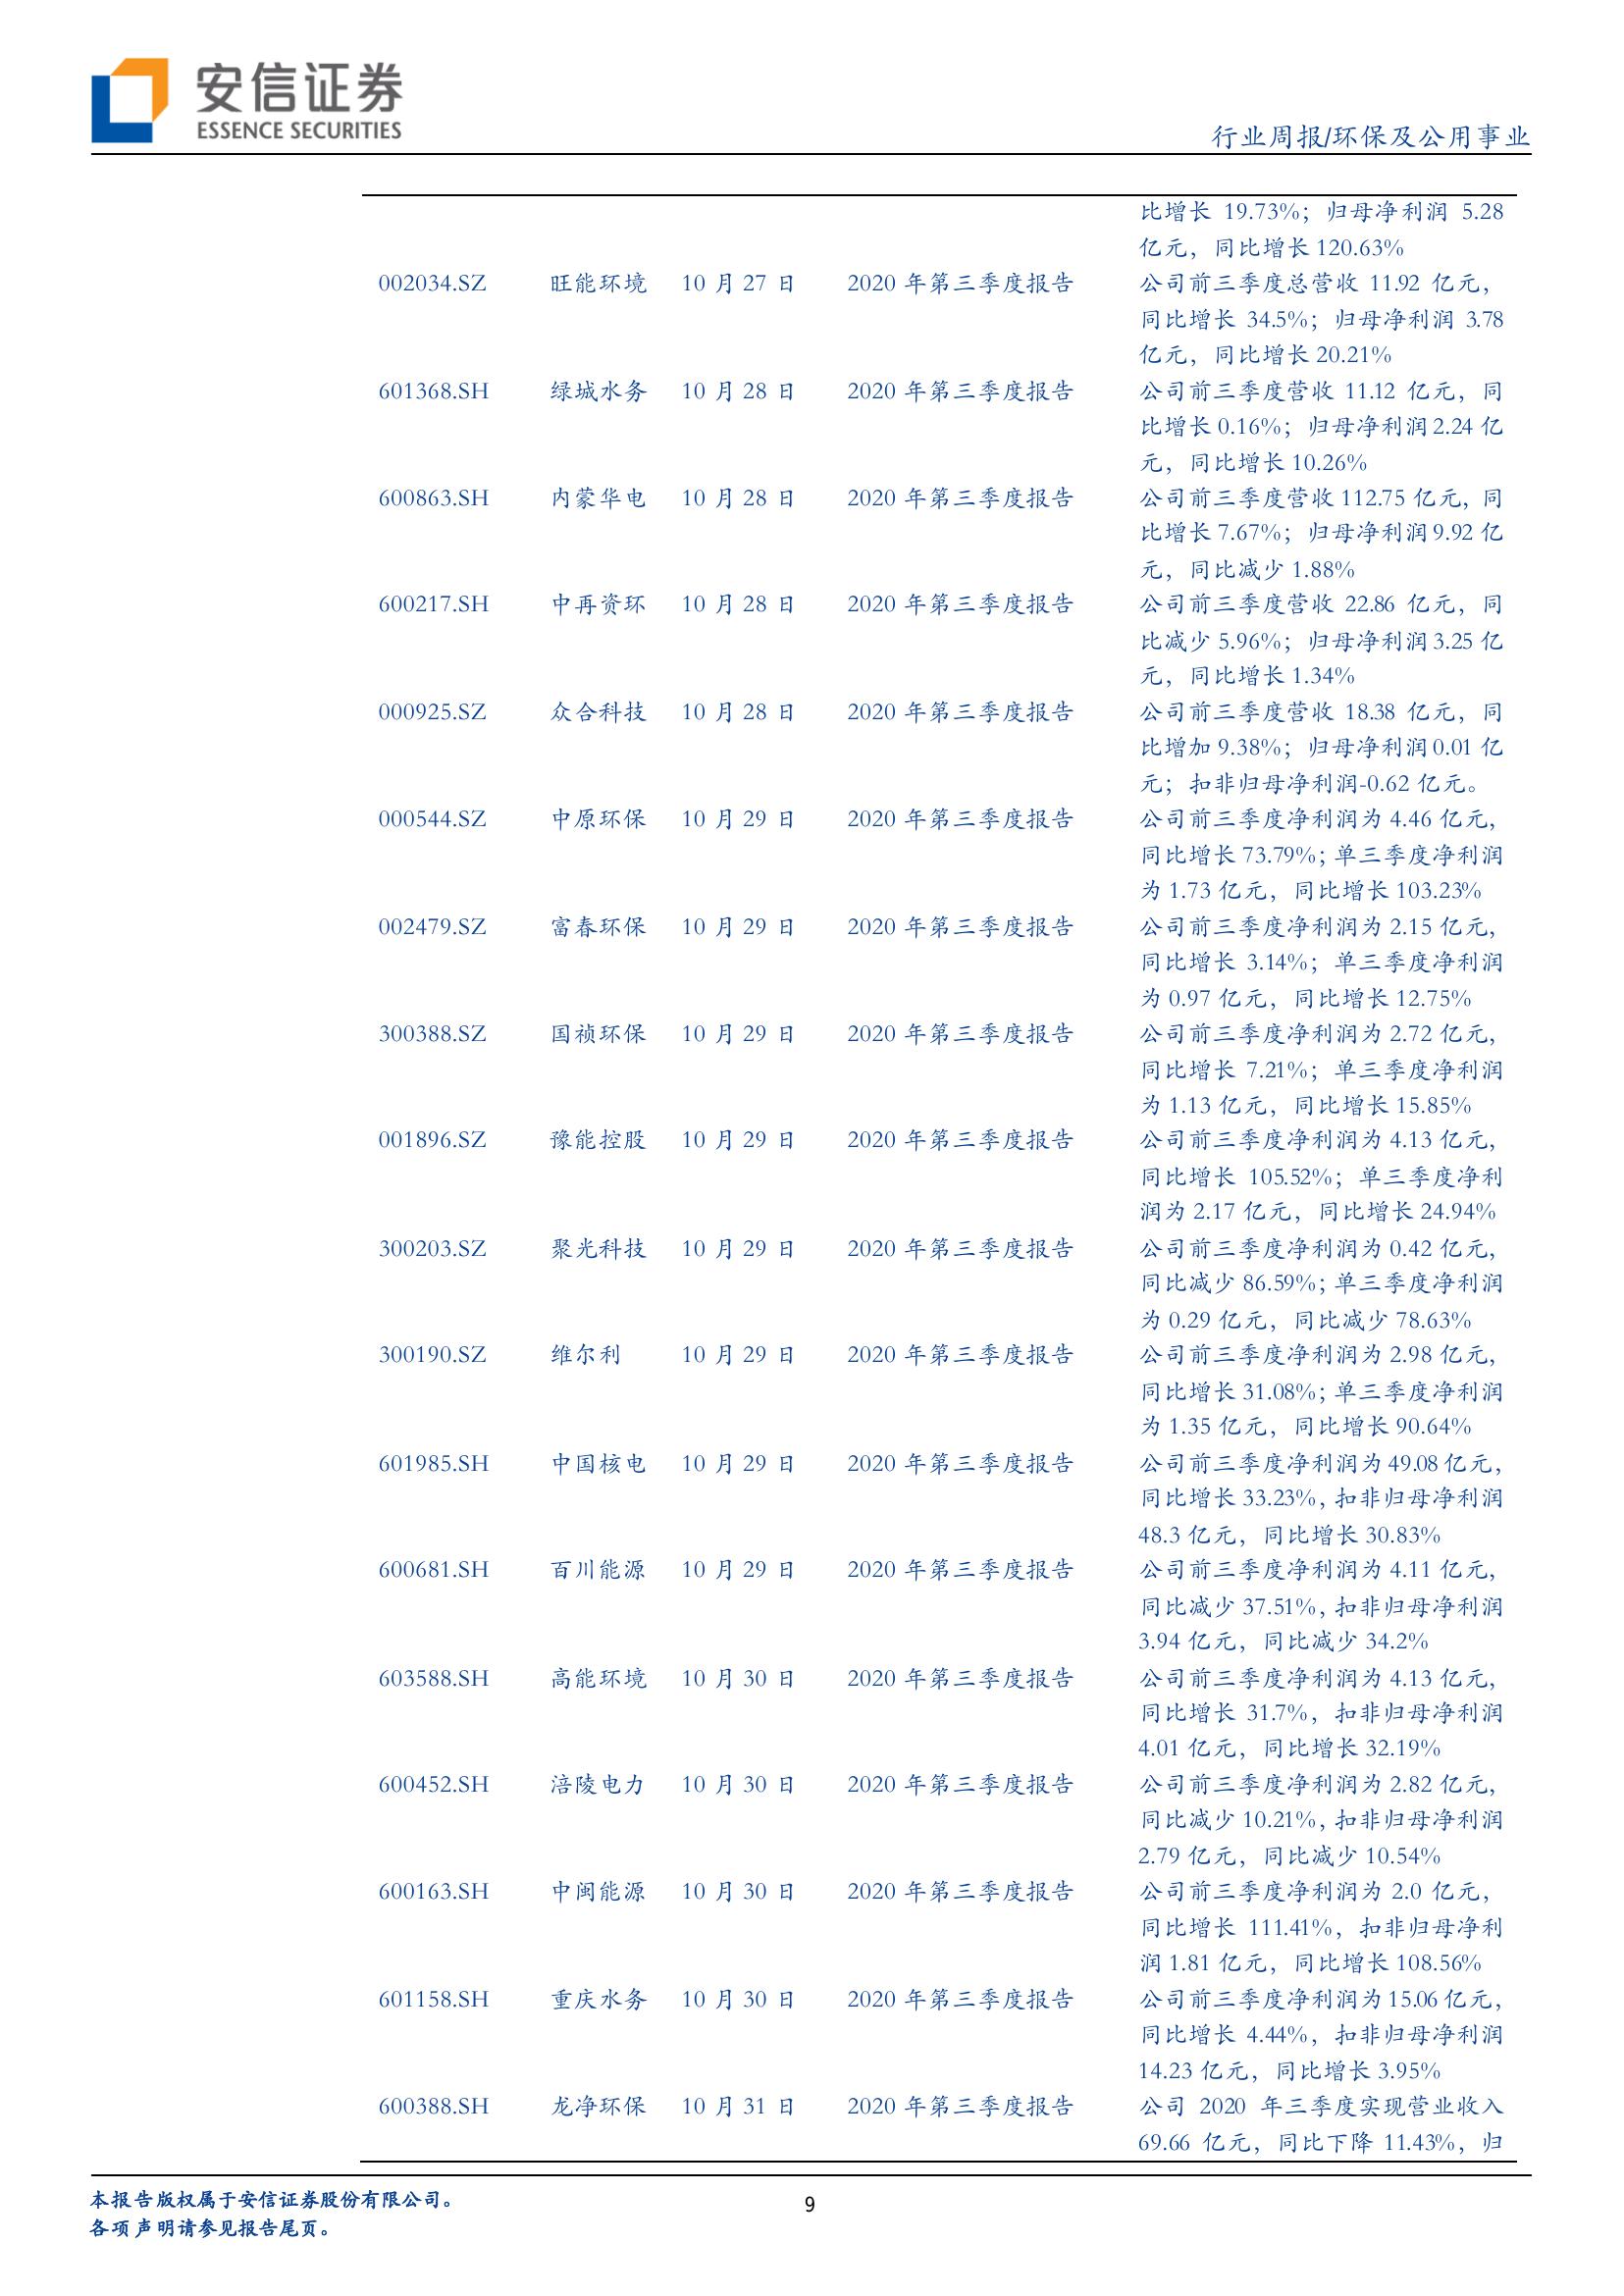 安信证券
ESSENCE SECURITIES
行业周报/环保及公用事业
比增长 19.73%；归母净利润 5.28
亿元，同比增长 120.63%
002034.SZ 旺能环境 10 月 27 日 2020 年第三季度报告 公司前三季度总营收 11.92 亿元，
同比增长 34.5%；归母净利润 3.78
亿元，同比增长 20.21%
601368.SH 绿城水务 10 月 28 日 2020 年第三季度报告 公司前三季度营收 11.12 亿元，同
比增长 0.16%；归母净利润 2.24 亿
元，同比增长 10.26%
600863.SH 内蒙华电 10 月 28 日 2020 年第三季度报告 公司前三季度营收 112.75 亿元，同
比增长 7.67%；归母净利润 9.92 亿
元，同比减少 1.88%
600217.SH 中再资环 10 月 28 日 2020 年第三季度报告 公司前三季度营收 22.86 亿元，同
比减少 5.96%；归母净利润 3.25 亿
元，同比增长 1.34%
000925.SZ 众合科技 10 月 28 日 2020 年第三季度报告 公司前三季度营收 18.38 亿元，同
比增加 9.38%；归母净利润 0.01 亿
元；扣非归母净利润-0.62 亿元。
000544.SZ 中原环保 10 月 29 日 2020 年第三季度报告 公司前三季度净利润为 4.46 亿元，
同比增长 73.79%；单三季度净利润
为 1.73 亿元，同比增长 103.23%
002479.SZ 富春环保 10 月 29 日 2020 年第三季度报告 公司前三季度净利润为 2.15 亿元，
同比增长 3.14%；单三季度净利润
为 0.97 亿元，同比增长 12.75%
300388.SZ 国祯环保 10 月 29 日 2020 年第三季度报告 公司前三季度净利润为 2.72 亿元，
同比增长 7.21%；单三季度净利润
为 1.13 亿元，同比增长 15.85%
001896.SZ 豫能控股 10 月 29 日 2020 年第三季度报告 公司前三季度净利润为 4.13 亿元，
同比增长 105.52%；单三季度净利
润为 2.17 亿元，同比增长 24.94%
300203.SZ 聚光科技 10 月 29 日 2020 年第三季度报告 公司前三季度净利润为 0.42 亿元，
同比减少 86.59%；单三季度净利润
为 0.29 亿元，同比减少 78.63%
300190.SZ 维尔利 10 月 29 日 2020 年第三季度报告 公司前三季度净利润为 2.98 亿元，
同比增长 31.08%；单三季度净利润
为 1.35 亿元，同比增长 90.64%
601985.SH 中国核电 10 月 29 日 2020 年第三季度报告 公司前三季度净利润为 49.08 亿元，
同比增长 33.23%，扣非归母净利润
48.3 亿元，同比增长 30.83%
600681.SH 百川能源 10 月 29 日 2020 年第三季度报告 公司前三季度净利润为 4.11 亿元，
同比减少 37.51%，扣非归母净利润
3.94 亿元，同比减少 34.2%
603588.SH 高能环境 10 月 30 日 2020 年第三季度报告 公司前三季度净利润为 4.13 亿元，
同比增长 31.7%，扣非归母净利润
4.01 亿元，同比增长 32.19%
600452.SH 涪陵电力 10 月 30 日 2020 年第三季度报告 公司前三季度净利润为 2.82 亿元，
同比减少 10.21%，扣非归母净利润
2.79 亿元，同比减少 10.54%
600163.SH 中闽能源 10 月 30 日 2020 年第三季度报告 公司前三季度净利润为 2.0 亿元，
同比增长 111.41%，扣非归母净利
润 1.81 亿元，同比增长 108.56%
601158.SH 重庆水务 10 月 30 日 2020 年第三季度报告 公司前三季度净利润为 15.06 亿元，
同比增长 4.44%，扣非归母净利润
14.23 亿元，同比增长 3.95%
600388.SH 龙净环保 10 月 31 日 2020 年第三季度报告 公司 2020 年三季度实现营业收入
69.66 亿元，同比下降 11.43%，归
本报告版权属于安信证券股份有限公司。
各项声明请参见报告尾页。
9